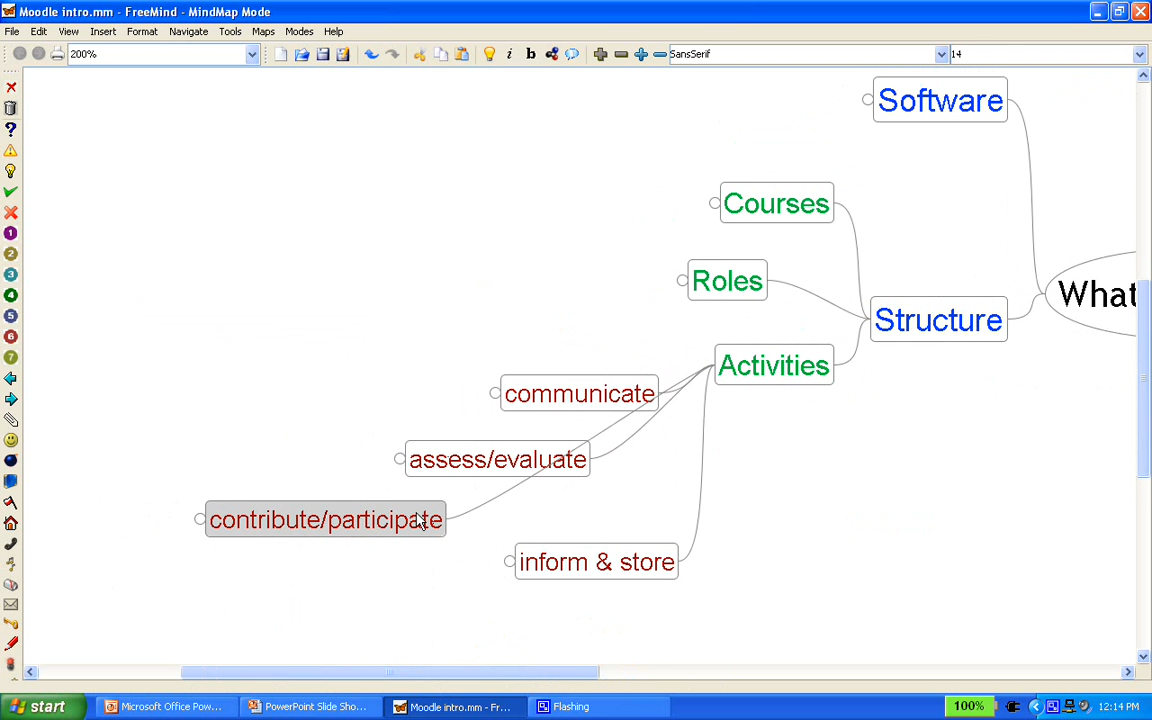 Moodle intro.mm - FreeMind - MindMap Mode
File Edit View Insert Format Navigate Tools Maps Modes Help
200%
i b
SansSerif
14
Software
Courses
Roles
What
Structure
Activities
communicate
assess/evaluate
contribute/participate
inform & store
start
Microsoft Office Pow...
PowerPoint Slide Sho...
Moodle intro.mm - Fr...
Flashing
100%
12:14 PM